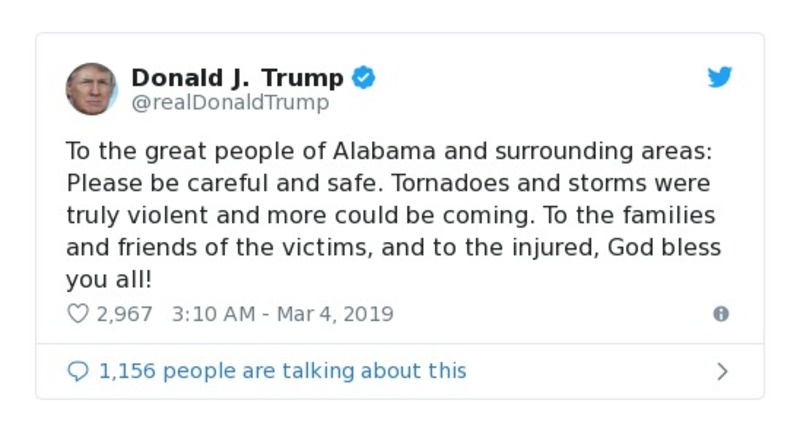 Donald J. Trump
@realDonaldTrump
To the great people of Alabama and surrounding areas:
Please be careful and safe. Tornadoes and storms were
truly violent and more could be coming. To the families
and friends of the victims, and to the injured, God bless
you all!
2,967 3:10 AM - Mar 4, 2019
1,156 people are talking about this